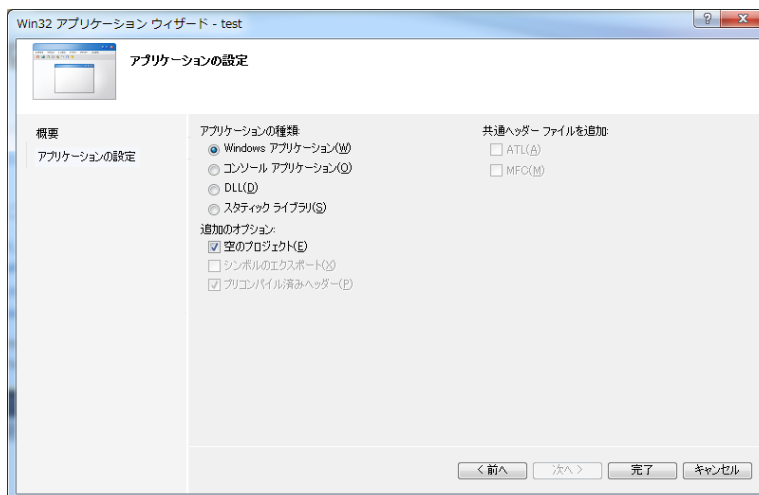 Win32 アプリケーション ウィザード - test
アプリケーションの設定
概要
アプリケーションの設定
アプリケーションの種類:
Windows アプリケーション(W)
コンソール アプリケーション(O)
DLL(D)
スタティック ライブラリ(S)
追加のオプション:
空のプロジェクト(E)
シンボルのエクスポート(X)
プリコンパイル済みヘッダー(P)
共通ヘッダー ファイルを追加:
ATL(A)
MFC(M)
< 前へ
次へ >
完了
キャンセル